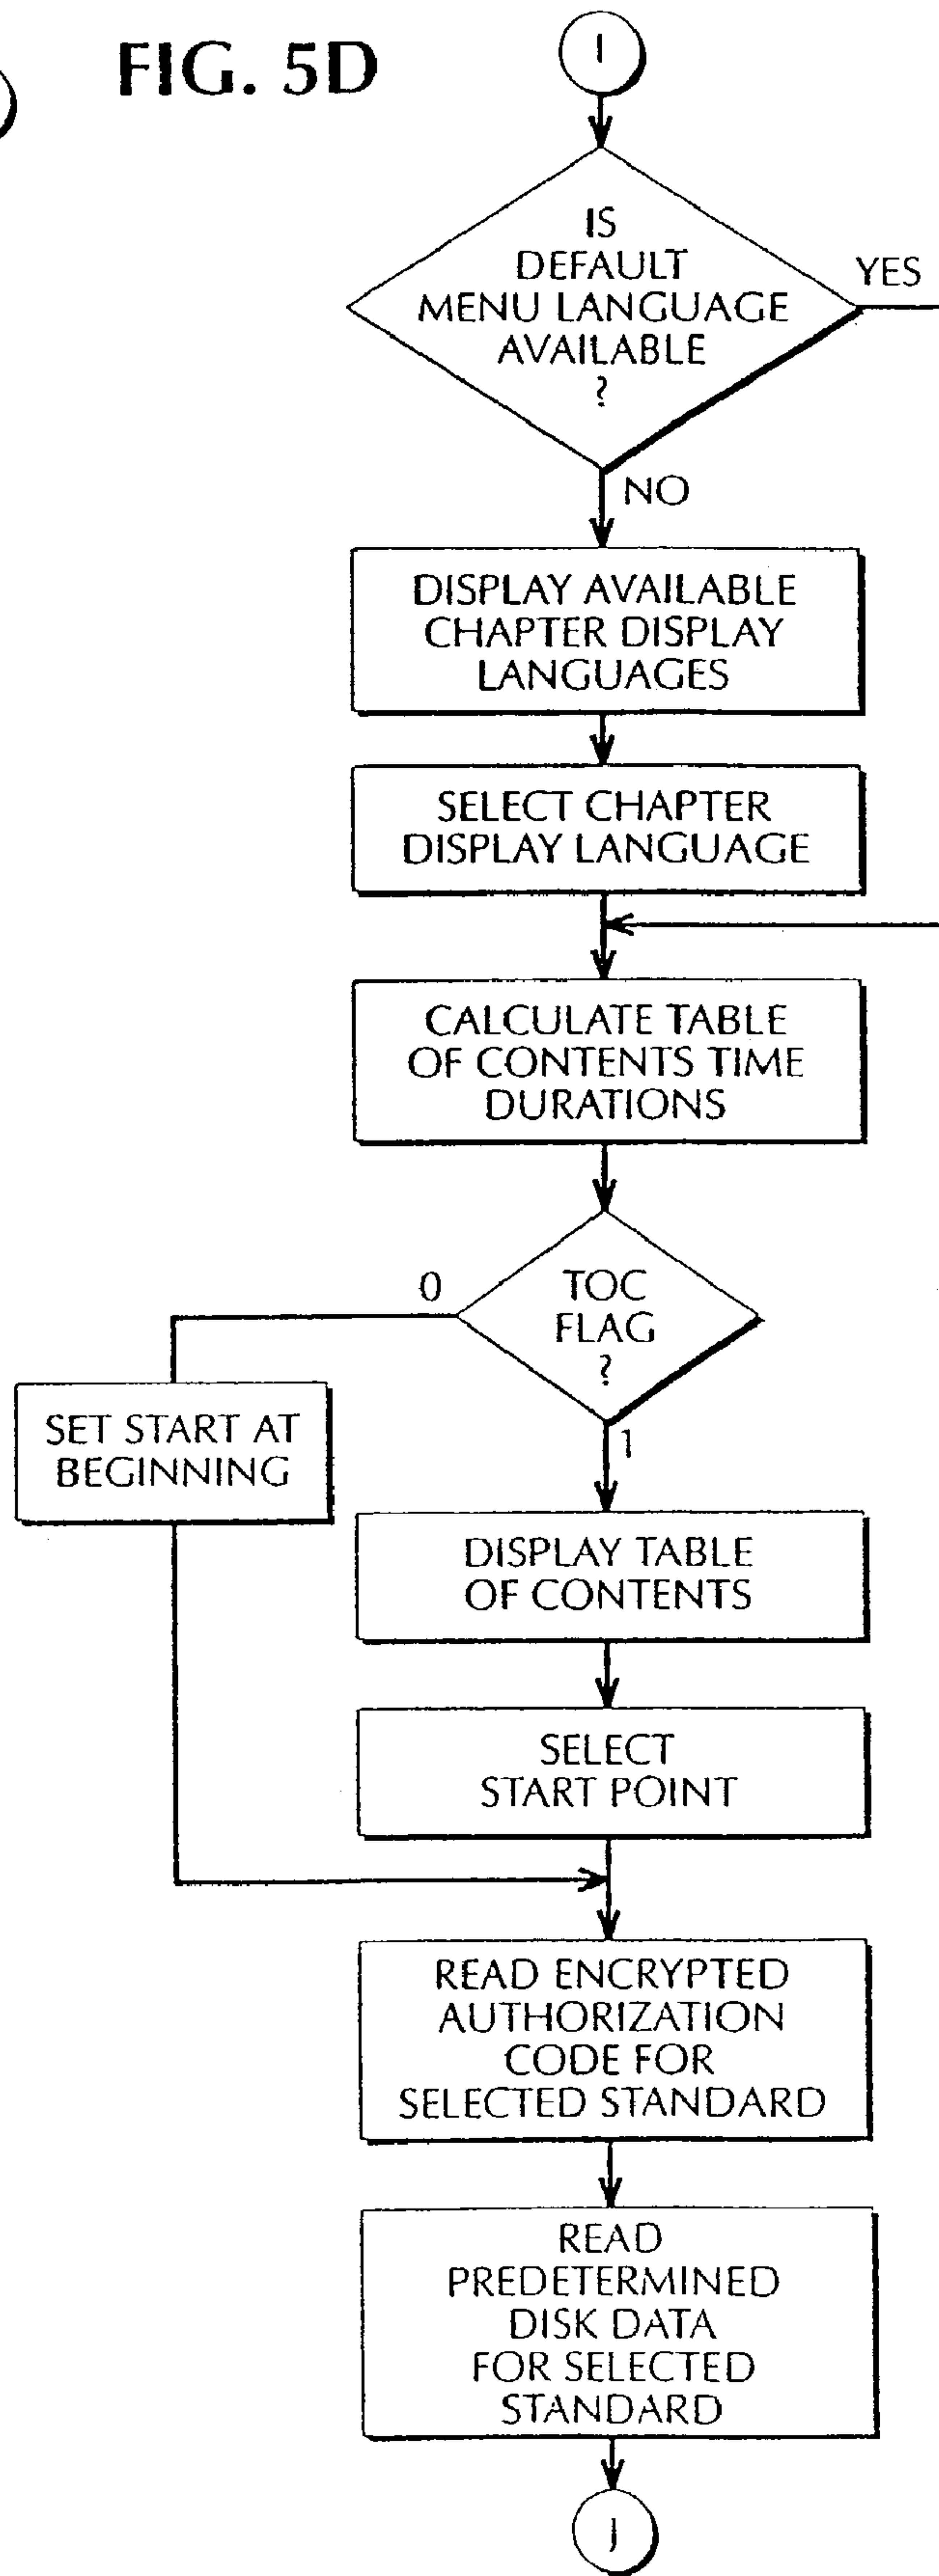 FIG. 5D
I
IS
DEFAULT
MENU LANGUAGE
AVAILABLE
?
YES
NO
DISPLAY AVAILABLE
CHAPTER DISPLAY
LANGUAGES
SELECT CHAPTER
DISPLAY LANGUAGE
CALCULATE TABLE
OF CONTENTS TIME
DURATIONS
TOC
FLAG
?
0
1
SET START AT
BEGINNING
DISPLAY TABLE
OF CONTENTS
SELECT
START POINT
READ ENCRYPTED
AUTHORIZATION
CODE FOR
SELECTED STANDARD
READ
PREDETERMINED
DISK DATA
FOR SELECTED
STANDARD
J